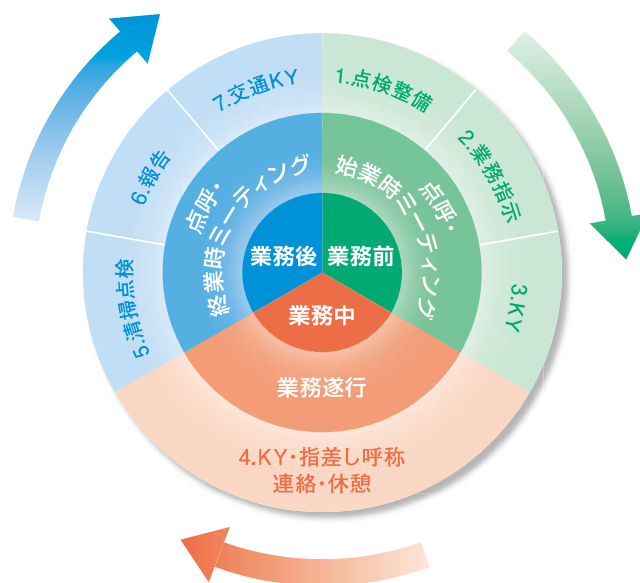 業務前
点呼・
始業時ミーティング
1.点検整備
2.業務指示
3.KY
業務中
業務遂行
4.KY・指差し呼称
連絡・休憩
業務後
点呼・
終業時ミーティング
5.清掃点検
6.報告
7.交通KY